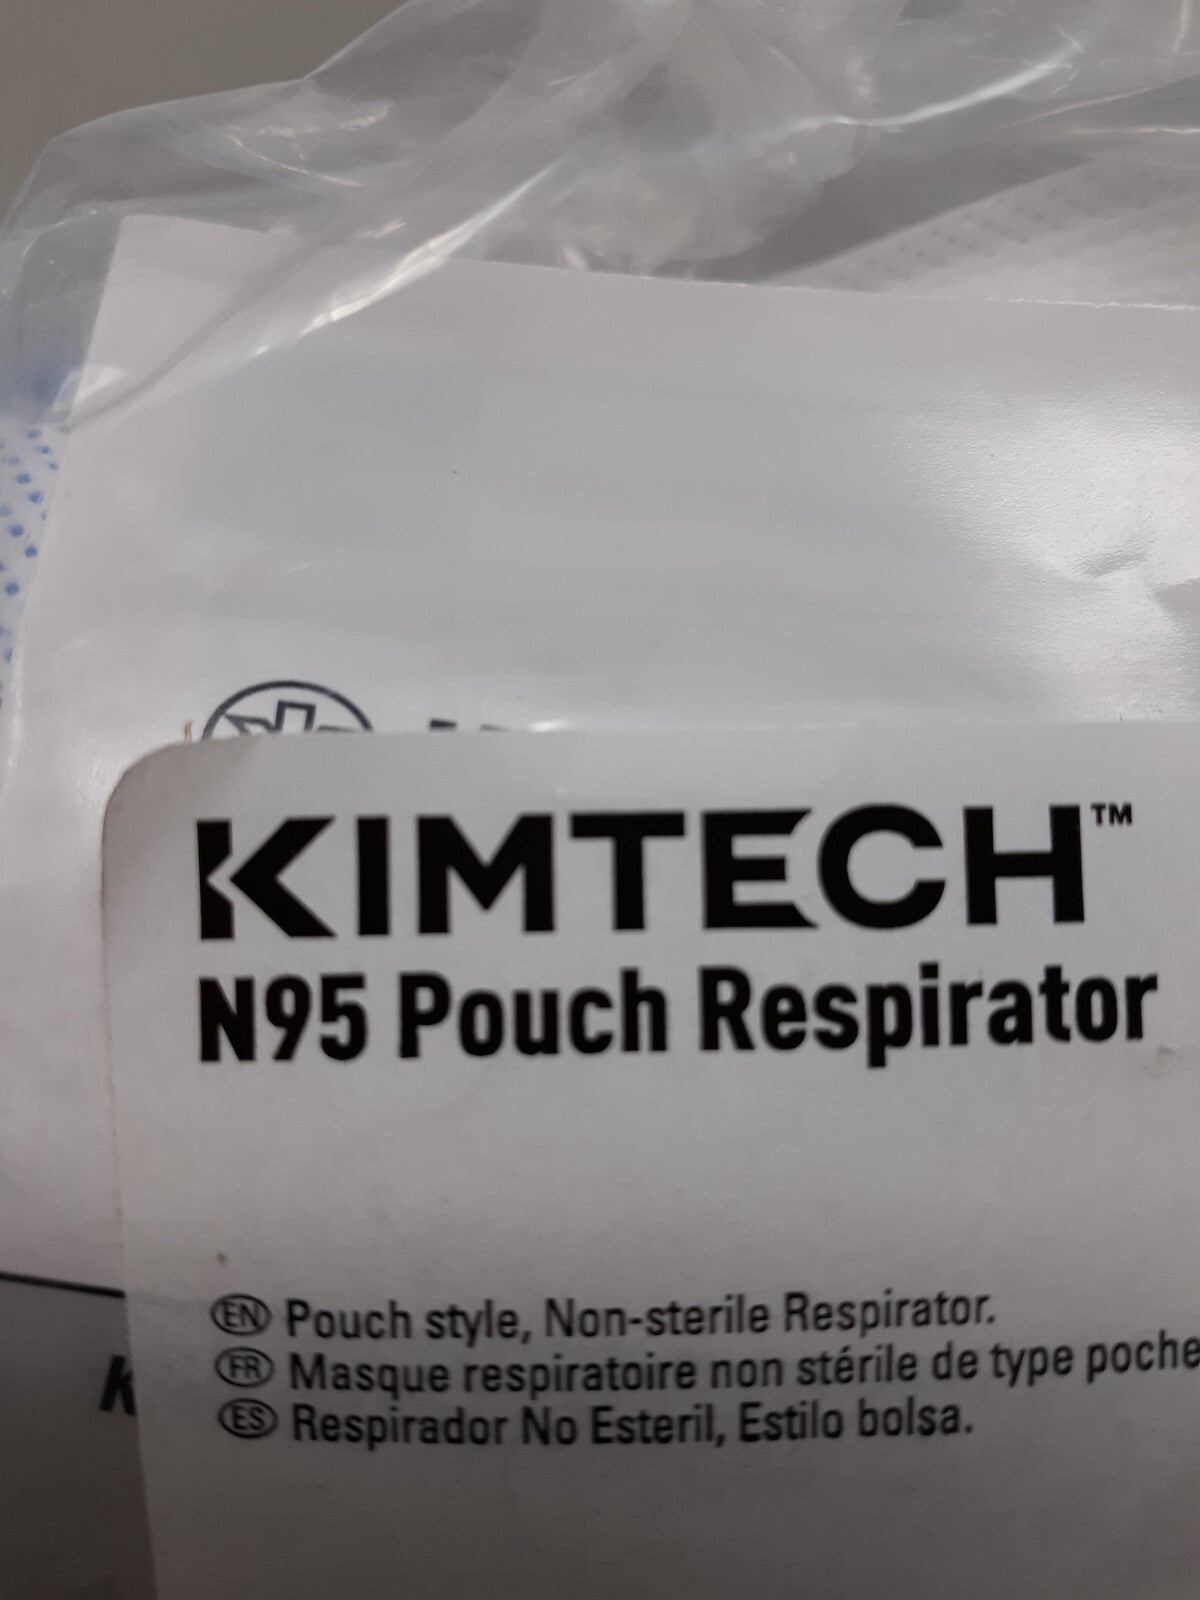 KIMTECH™
N95 Pouch Respirator
EN Pouch style, Non-sterile Respirator.
FR Masque respiratoire non stérile de type poche
ES Respirador No Esteril, Estilo bolsa.
K